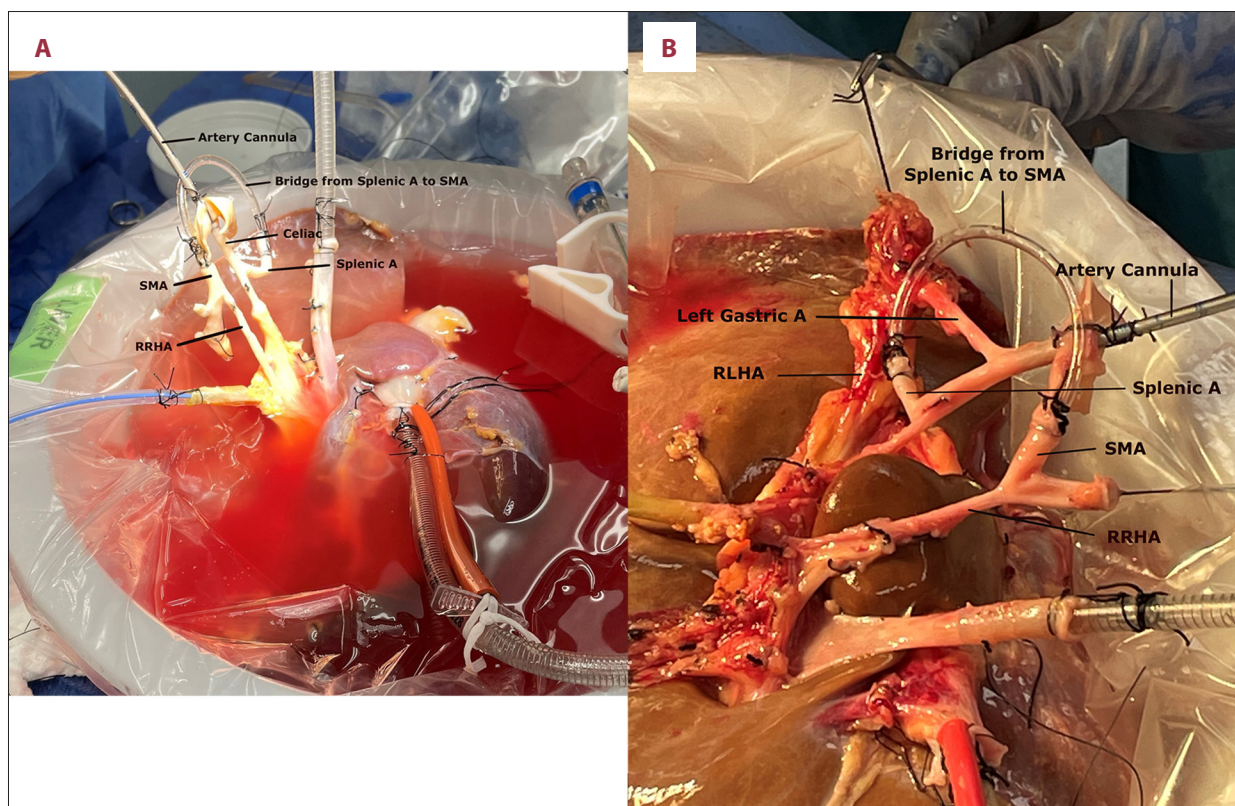 A
Artery Cannula
Bridge from Splenic A to SMA
Celiac
Splenic A
SMA
RRHA
LIVER
B
Bridge from
Splenic A to SMA
Artery Cannula
Left Gastric A
RLHA
Splenic A
SMA
RRHA